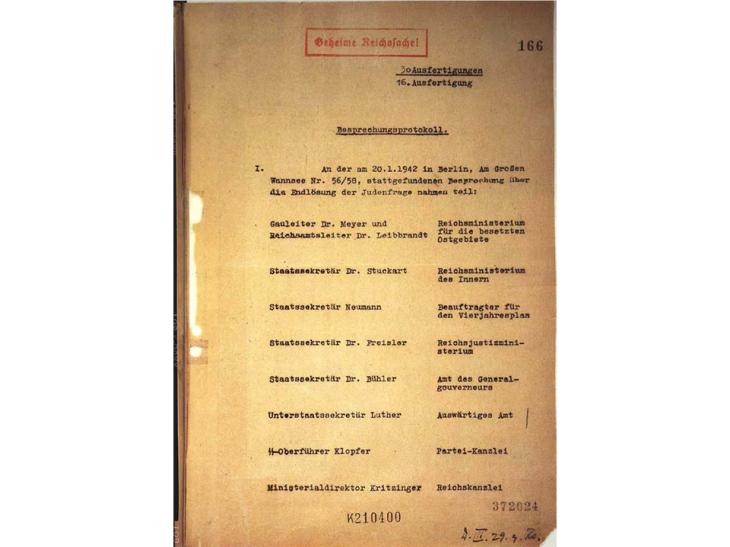 Geheime Reichssache!
166
30 Ausfertigungen
16. Ausfertigung
Besprechungsprotokoll.
I. An der am 20.1.1942 in Berlin, Am Großen
Wannsee Nr. 56/58, stattgefundenen Besprechung über
die Endlösung der Judenfrage nahmen teil:
Gauleiter Dr. Meyer und Reichsministerium
Reichsamtsleiter Dr. Leibbrandt für die besetzten
Ostgebiete
Staatssekretär Dr. Stuckart Reichsministerium
des Innern
Staatssekretär Neumann Beauftragter für
den Vierjahresplan
Staatssekretär Dr. Freisler Reichsjustizmini-
sterium
Staatssekretär Dr. Bühler Amt des General-
gouverneurs
Unterstaatssekretär Luther Auswärtiges Amt
SS-Oberführer Klopfer Partei-Kanzlei
Ministerialdirektor Kritzinger Reichskanzlei
372024
K210400
D. III. 29. g. Rs.